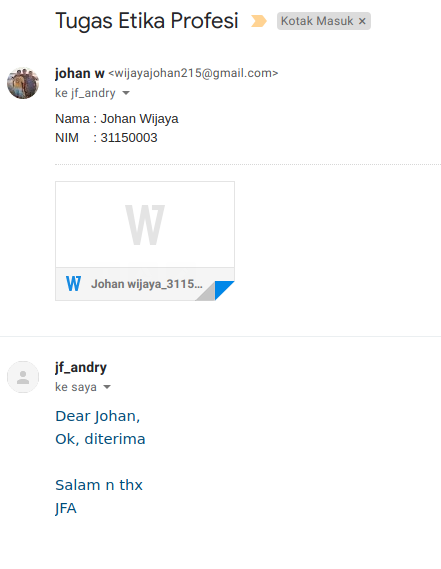 Tugas Etika Profesi
Kotak Masuk ×
johan w <wijayajohan215@gmail.com>
ke jf_andry
Nama : Johan Wijaya
NIM : 31150003
W
W Johan wijaya_3115...
jf_andry
ke saya
Dear Johan,
Ok, diterima
Salam n thx
JFA